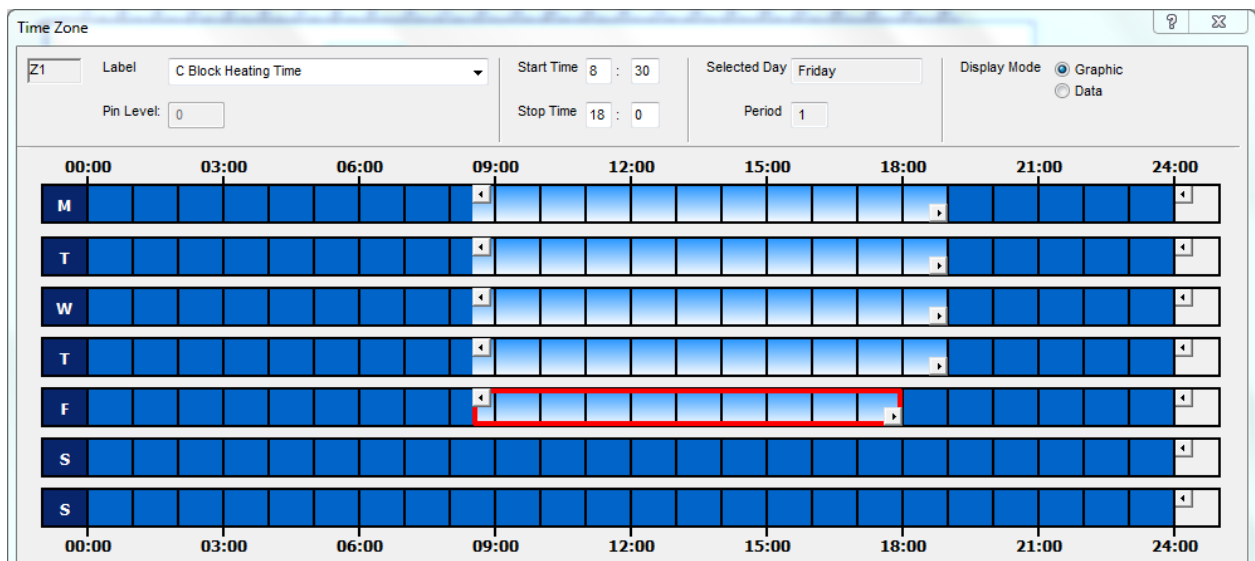 Time Zone
Z1 Label C Block Heating Time Start Time 8 : 30 Selected Day Friday Display Mode Graphic
Data
Pin Level: 0 Stop Time 18 : 0 Period 1
00:00 03:00 06:00 09:00 12:00 15:00 18:00 21:00 24:00
M
T
W
T
F
S
S
00:00 03:00 06:00 09:00 12:00 15:00 18:00 21:00 24:00